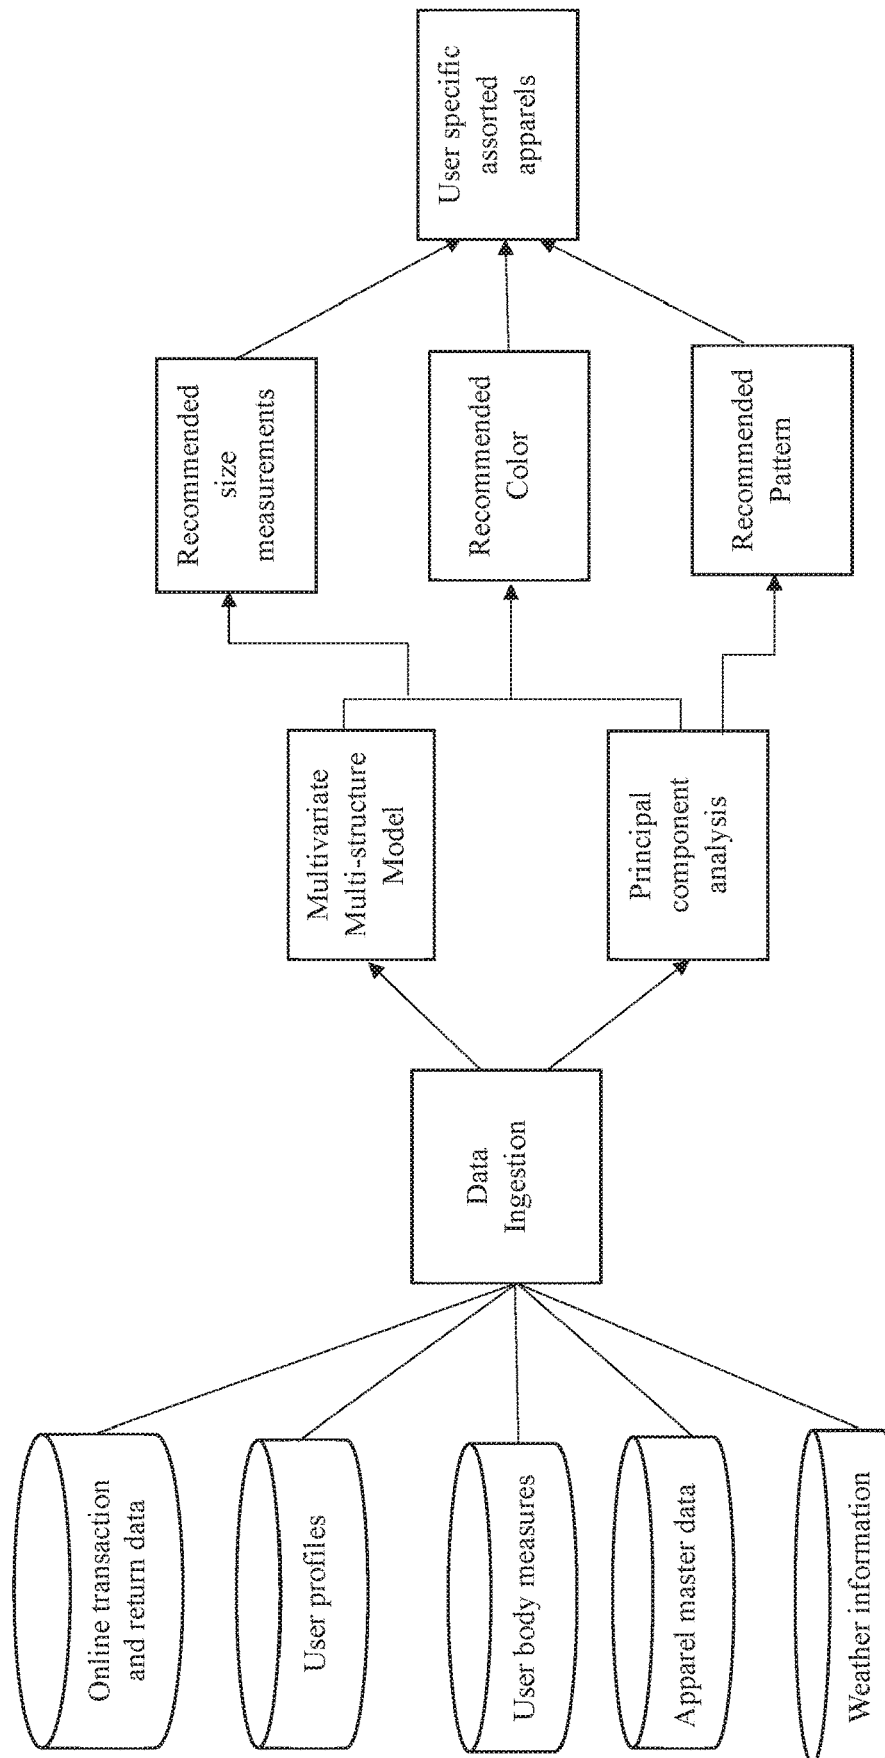 Online transaction
and return data
User profiles
User body measures
Apparel master data
Weather information
Data
Ingestion
Multivariate
Multi-structure
Model
Principal
component
analysis
Recommended
size
measurements
Recommended
Color
Recommended
Pattern
User specific
assorted
apparels